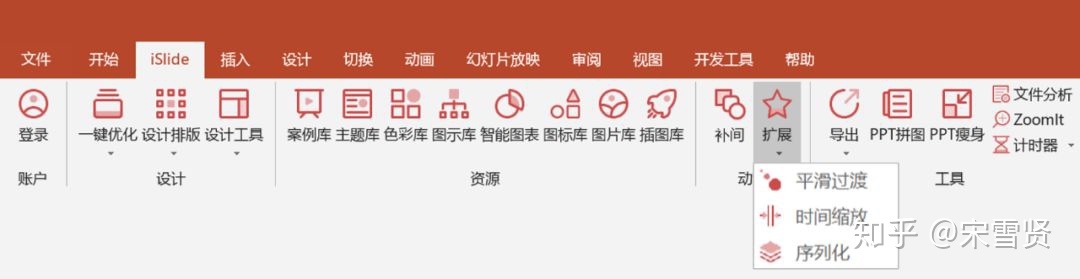 文件 开始 iSlide 插入 设计 切换 动画 幻灯片放映 审阅 视图 开发工具 帮助
登录 一键优化 设计排版 设计工具 案例库 主题库 色彩库 图示库 智能图表 图标库 图片库 插图库 补间 扩展 导出 PPT拼图 PPT瘦身
文件分析
ZoomIt
计时器
账户 设计 资源 动 工具
平滑过渡
时间缩放
序列化
知乎 @宋雪贤